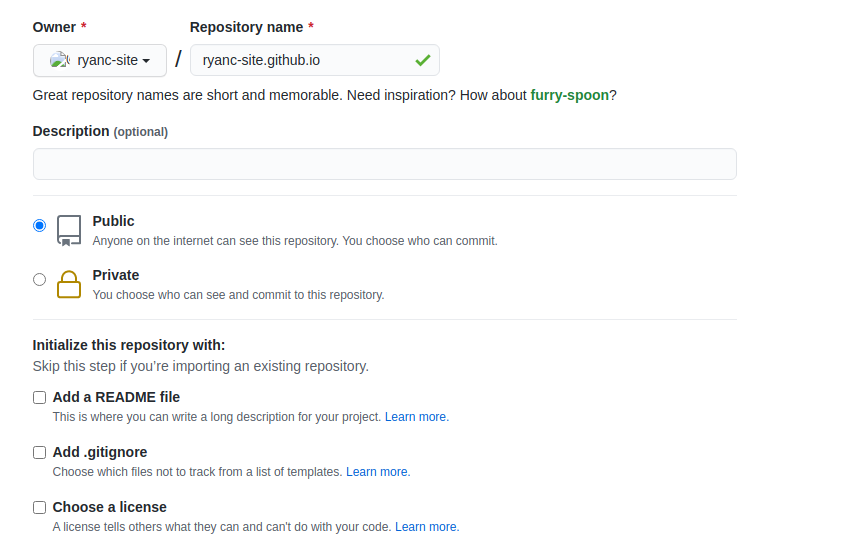 Owner * Repository name *
ryanc-site / ryanc-site.github.io
Great repository names are short and memorable. Need inspiration? How about furry-spoon?
Description (optional)
Public
Anyone on the internet can see this repository. You choose who can commit.
Private
You choose who can see and commit to this repository.
Initialize this repository with:
Skip this step if you’re importing an existing repository.
Add a README file
This is where you can write a long description for your project. Learn more.
Add .gitignore
Choose which files not to track from a list of templates. Learn more.
Choose a license
A license tells others what they can and can't do with your code. Learn more.